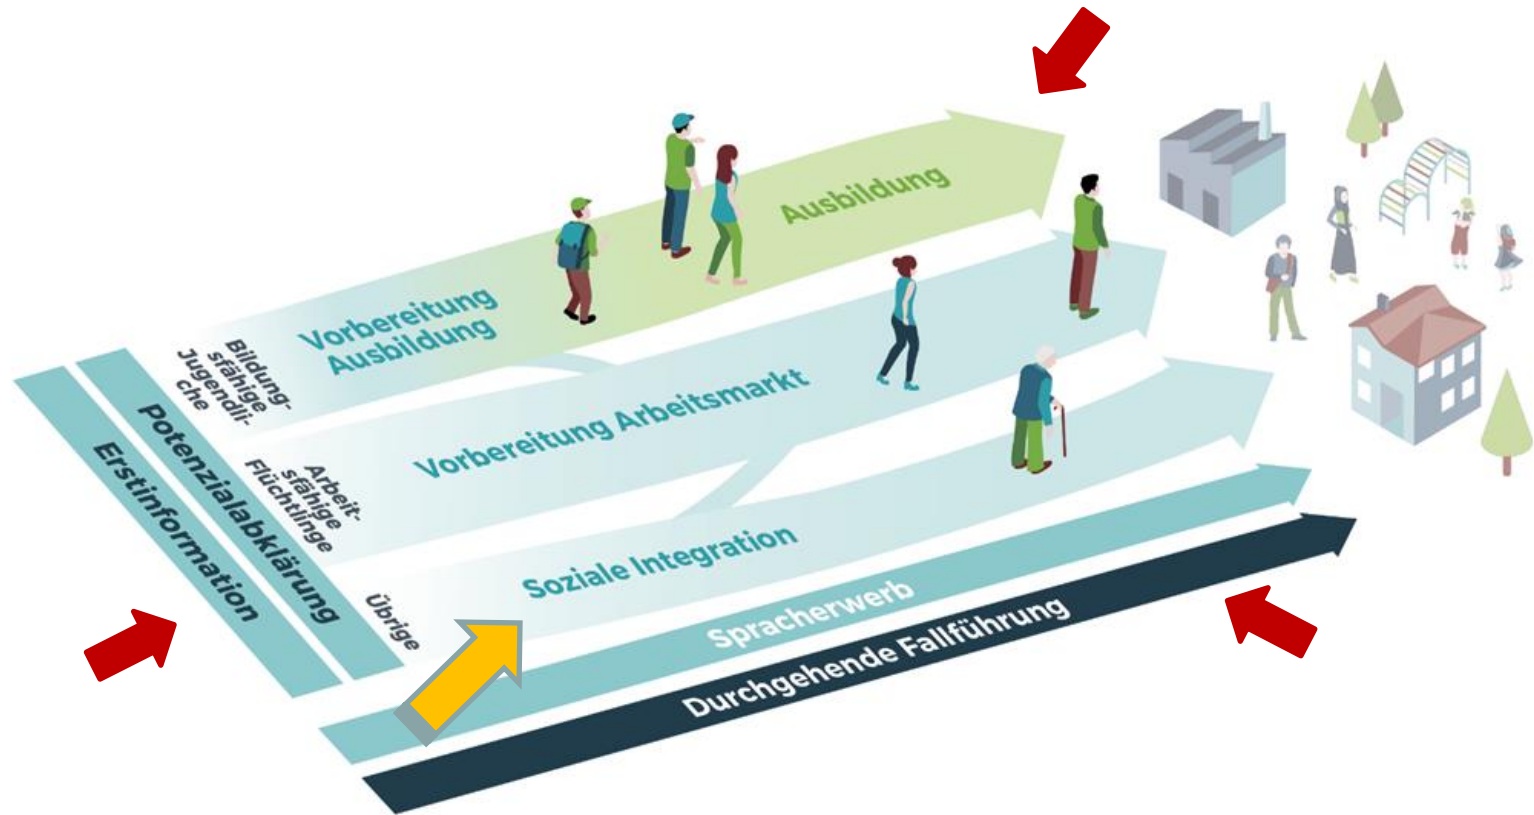 Erstinformation
Potenzialabklärung
Bildung-
sfähige
Jugendli-
che
Vorbereitung
Ausbildung
Ausbildung
Arbeit-
sfähige
Flüchtlinge
Vorbereitung Arbeitsmarkt
Übrige
Soziale Integration
Spracherwerb
Durchgehende Fallführung